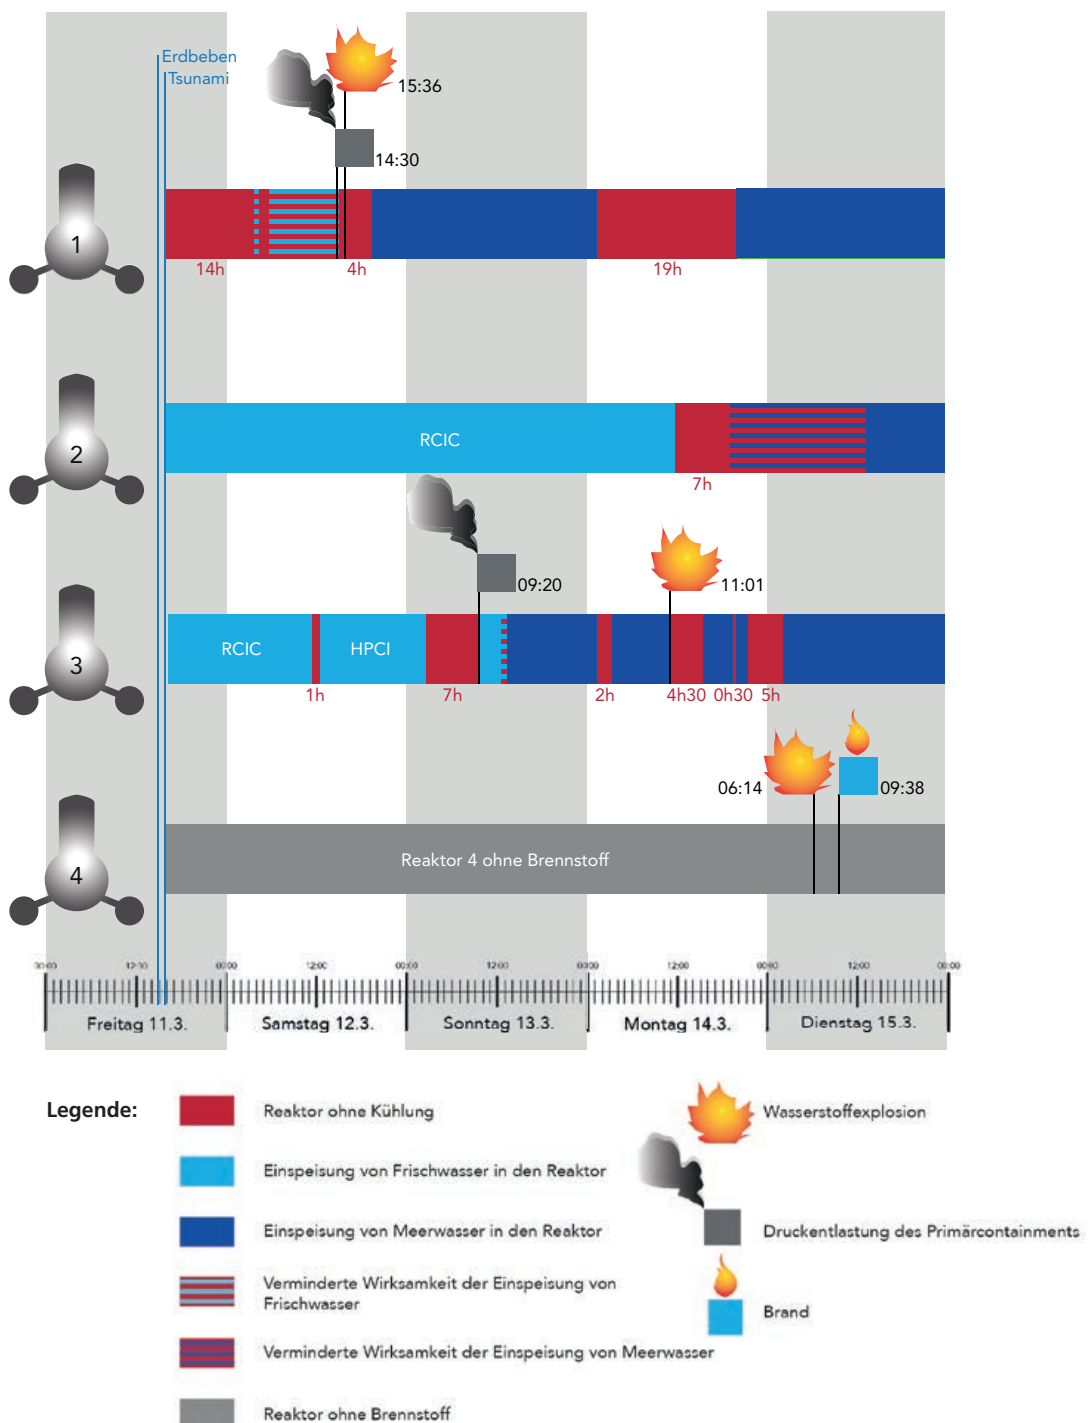 Erdbeben
Tsunami
15:36
14:30
1
14h
4h
19h
2
RCIC
7h
09:20
11:01
3
RCIC
HPCI
1h
7h
2h
4h30
0h30
5h
06:14
09:38
4
Reaktor 4 ohne Brennstoff
00:00
12:00
00:00
12:00
00:00
12:00
00:00
12:00
00:00
12:00
00:00
Freitag 11.3.
Samstag 12.3.
Sonntag 13.3.
Montag 14.3.
Dienstag 15.3.
Legende:
Reaktor ohne Kühlung
Einspeisung von Frischwasser in den Reaktor
Einspeisung von Meerwasser in den Reaktor
Verminderte Wirksamkeit der Einspeisung von
Frischwasser
Verminderte Wirksamkeit der Einspeisung von Meerwasser
Reaktor ohne Brennstoff
Wasserstoffexplosion
Druckentlastung des Primärcontainments
Brand